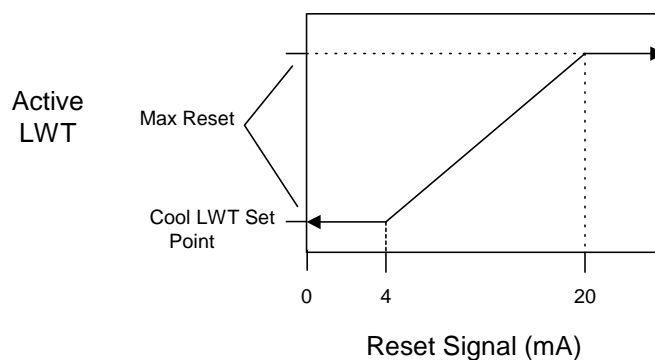 Active
LWT
Max Reset
Cool LWT Set
Point
0
4
20
Reset Signal (mA)